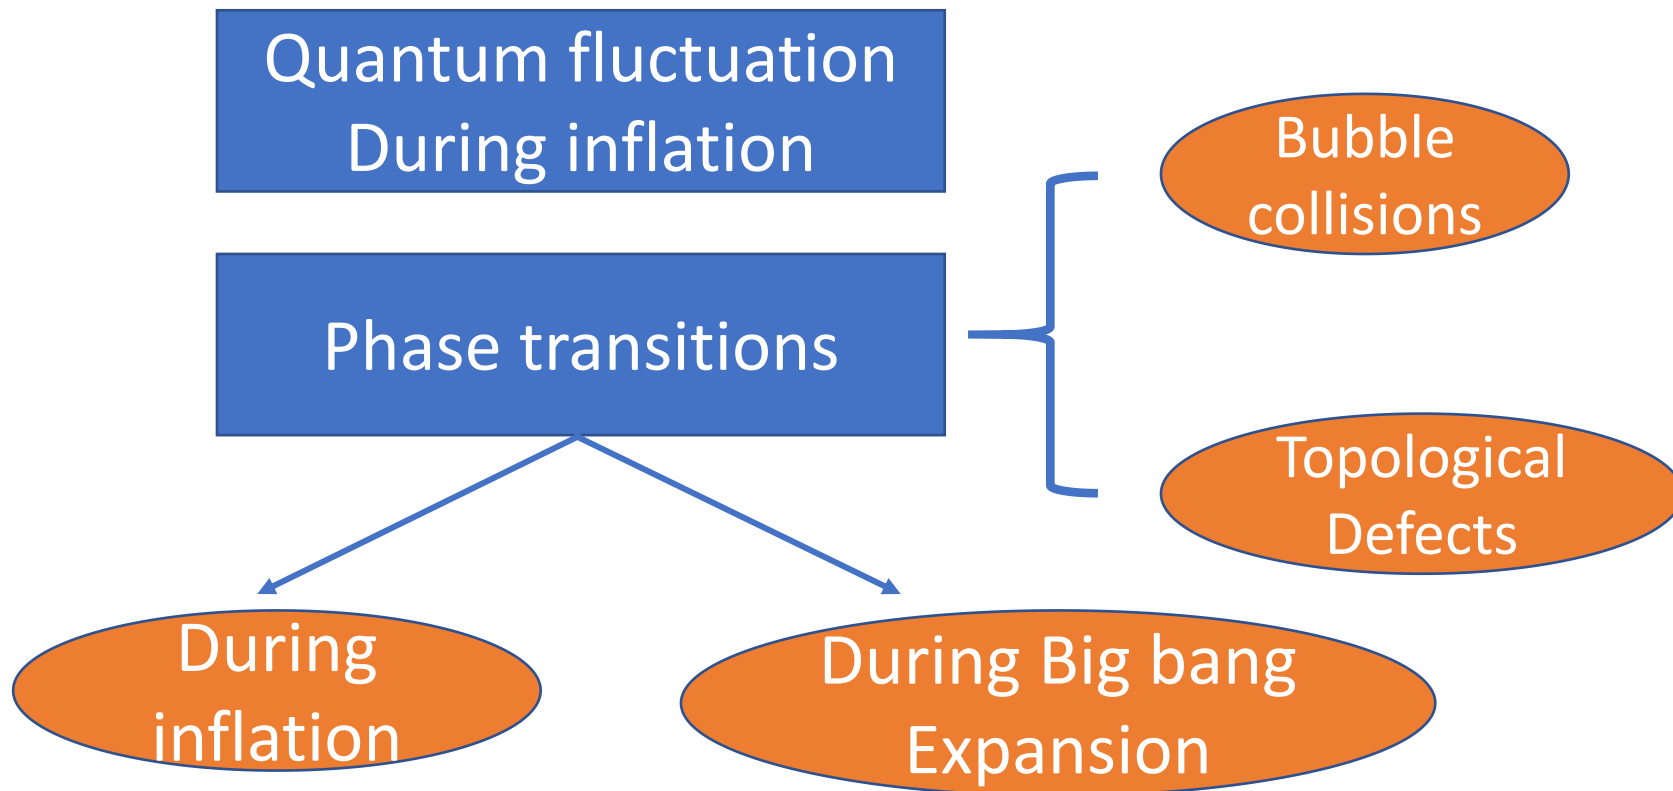 Quantum fluctuation
During inflation
Bubble
collisions
Phase transitions
Topological
Defects
During
inflation
During Big bang
Expansion